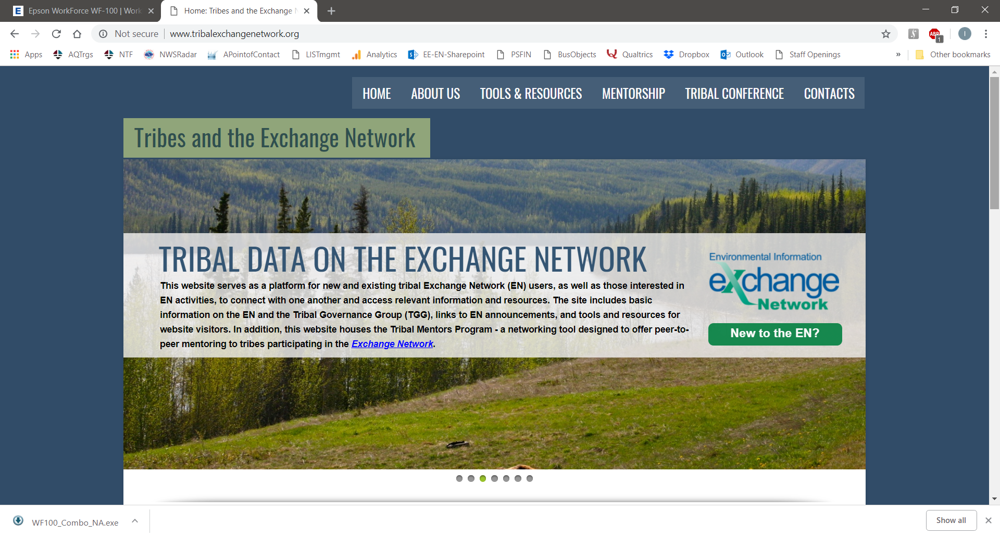 Epson WorkForce WF-100 | Work
Home: Tribes and the Exchange N
Not secure
www.tribalexchangenetwork.org
ABP
1
I
Apps
AQTrgs
NTF
NWSRadar
APointofContact
LISTmgmt
Analytics
EE-EN-Sharepoint
PSFIN
BusObjects
Qualtrics
Dropbox
Outlook
Staff Openings
»
Other bookmarks
HOME
ABOUT US
TOOLS & RESOURCES
MENTORSHIP
TRIBAL CONFERENCE
CONTACTS
Tribes and the Exchange Network
TRIBAL DATA ON THE EXCHANGE NETWORK
This website serves as a platform for new and existing tribal Exchange Network (EN) users, as well as those interested in
EN activities, to connect with one another and access relevant information and resources. The site includes basic
information on the EN and the Tribal Governance Group (TGG), links to EN announcements, and tools and resources for
website visitors. In addition, this website houses the Tribal Mentors Program - a networking tool designed to offer peer-to-
peer mentoring to tribes participating in the Exchange Network.
Environmental Information
eXchange
Network
New to the EN?
WF100_Combo_NA.exe
Show all